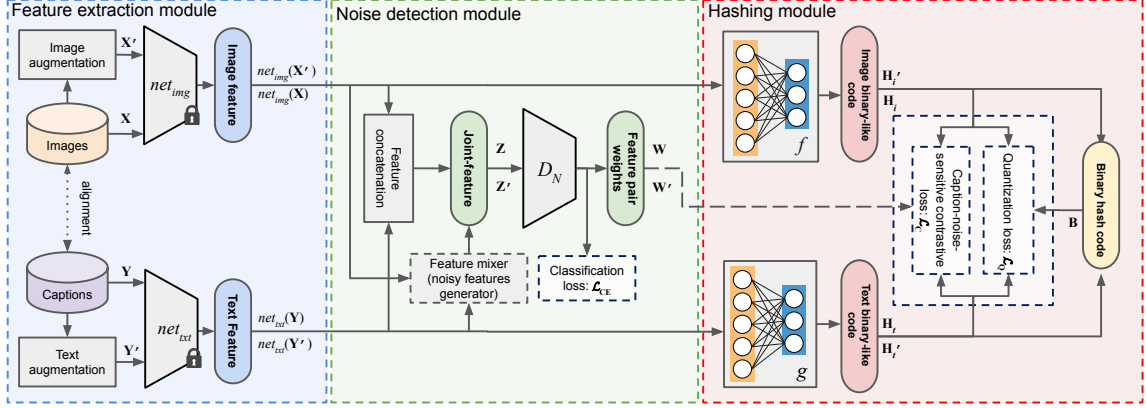 Feature extraction module
Image
augmentation
X′
X
Images
net_img
Image feature
net_img(X′)
net_img(X)
alignment
Captions
Y
Y′
net_txt
Text
augmentation
Text Feature
net_txt(Y)
net_txt(Y′)
Noise detection module
Feature
concatenation
Joint-feature
Z
Z′
D_N
Feature pair
weights
W
W′
Feature mixer
(noisy features
generator)
Classification
loss: ℒ_CE
Hashing module
f
Image binary-like
code
H_i′
H_i
Caption-noise-
sensitive contrastive
loss: ℒ_C
Quantization loss: ℒ_Q
B
Binary hash code
g
Text binary-like
code
H_t
H_t′